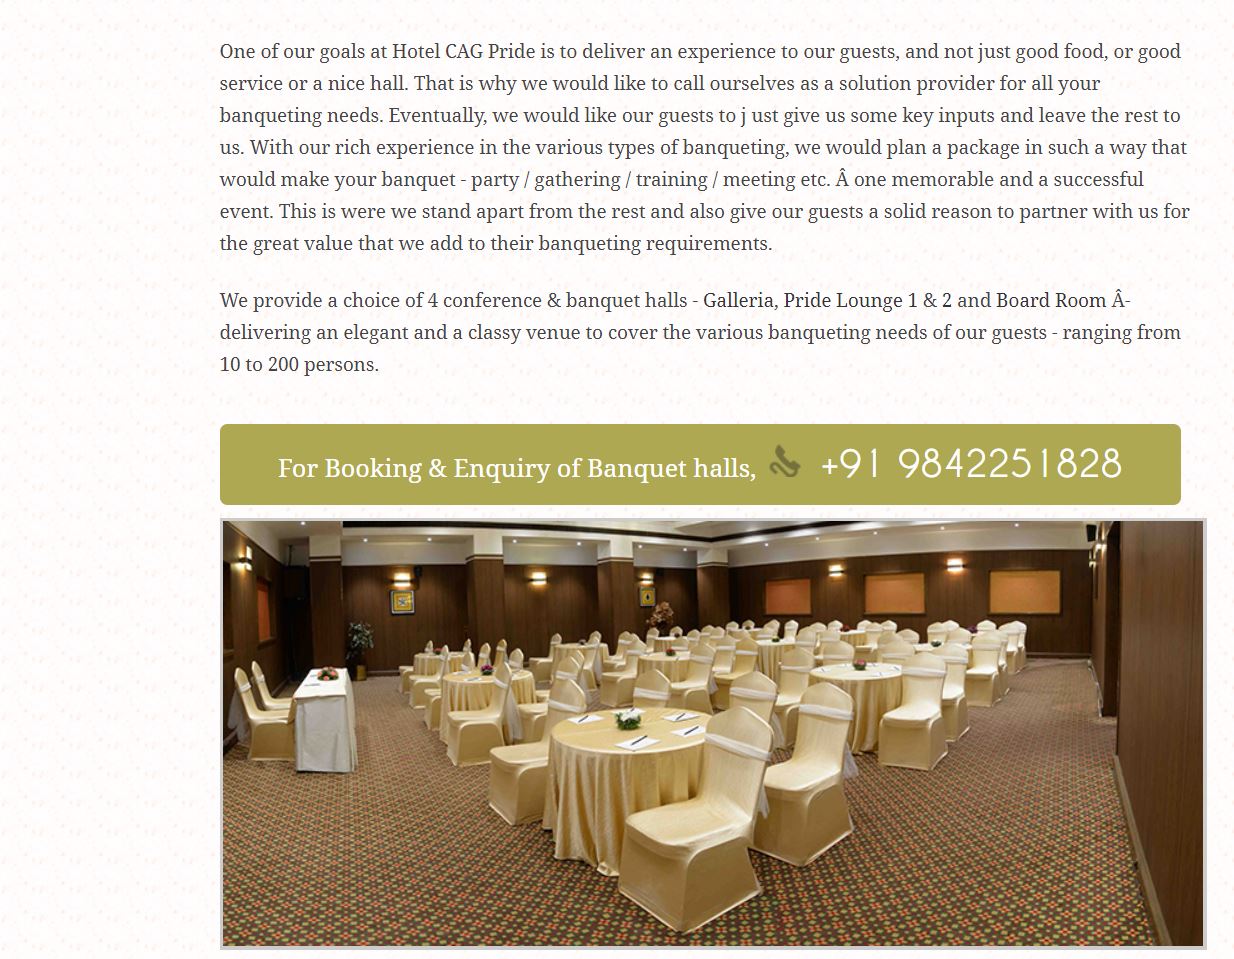 One of our goals at Hotel CAG Pride is to deliver an experience to our guests, and not just good food, or good
service or a nice hall. That is why we would like to call ourselves as a solution provider for all your
banqueting needs. Eventually, we would like our guests to j ust give us some key inputs and leave the rest to
us. With our rich experience in the various types of banqueting, we would plan a package in such a way that
would make your banquet - party / gathering / training / meeting etc. Â one memorable and a successful
event. This is were we stand apart from the rest and also give our guests a solid reason to partner with us for
the great value that we add to their banqueting requirements.
We provide a choice of 4 conference & banquet halls - Galleria, Pride Lounge 1 & 2 and Board Room Â-
delivering an elegant and a classy venue to cover the various banqueting needs of our guests - ranging from
10 to 200 persons.
For Booking & Enquiry of Banquet halls, +91 9842251828